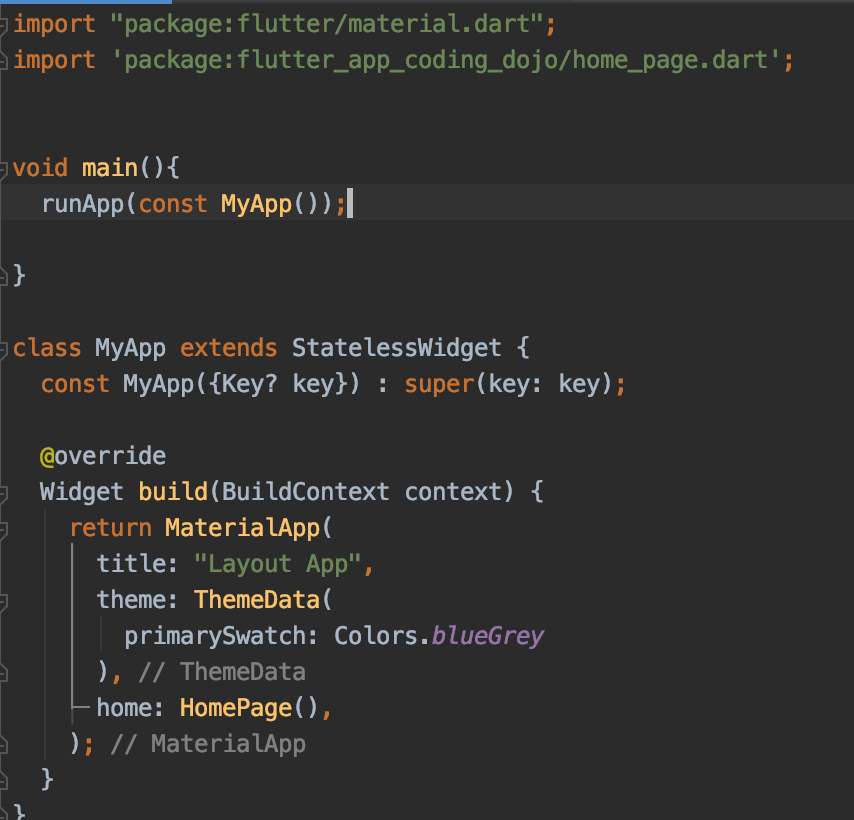 import "package:flutter/material.dart";
import 'package:flutter_app_coding_dojo/home_page.dart';
void main(){
  runApp(const MyApp());
}
class MyApp extends StatelessWidget {
  const MyApp({Key? key}) : super(key: key);
  @override
  Widget build(BuildContext context) {
    return MaterialApp(
      title: "Layout App",
      theme: ThemeData(
        primarySwatch: Colors.blueGrey
      ), // ThemeData
      home: HomePage(),
    ); // MaterialApp
  }
}